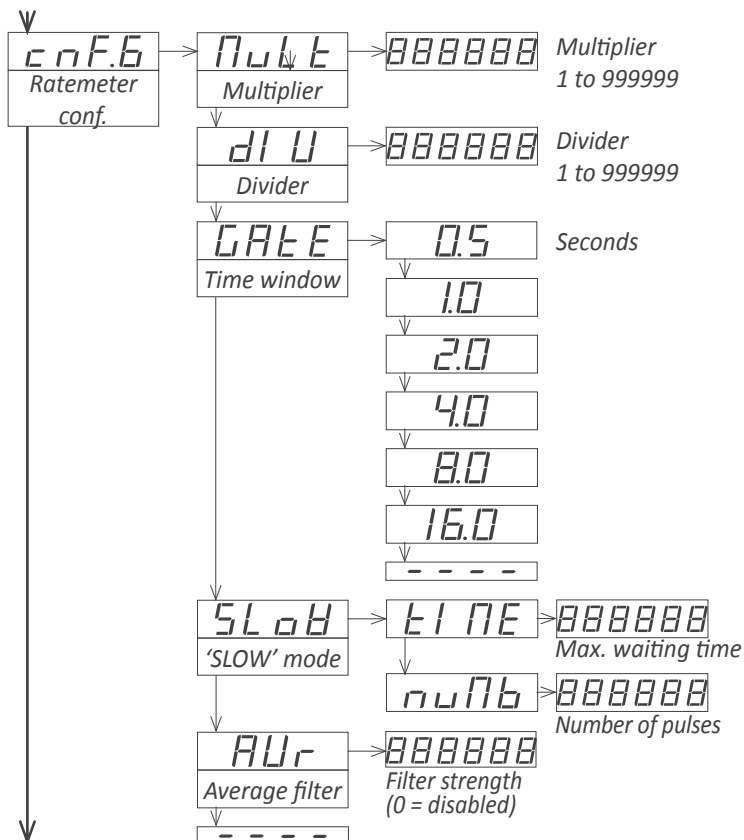 cnF.6
Ratemeter
conf.
MuLt
Multiplier
888888
Multiplier
1 to 999999
dIV
Divider
888888
Divider
1 to 999999
GAtE
Time window
0.5
Seconds
1.0
2.0
4.0
8.0
16.0
----
SLoW
‘SLOW’ mode
tIME
888888
Max. waiting time
nuMb
888888
Number of pulses
AVr
Average filter
888888
Filter strength
(0 = disabled)
----